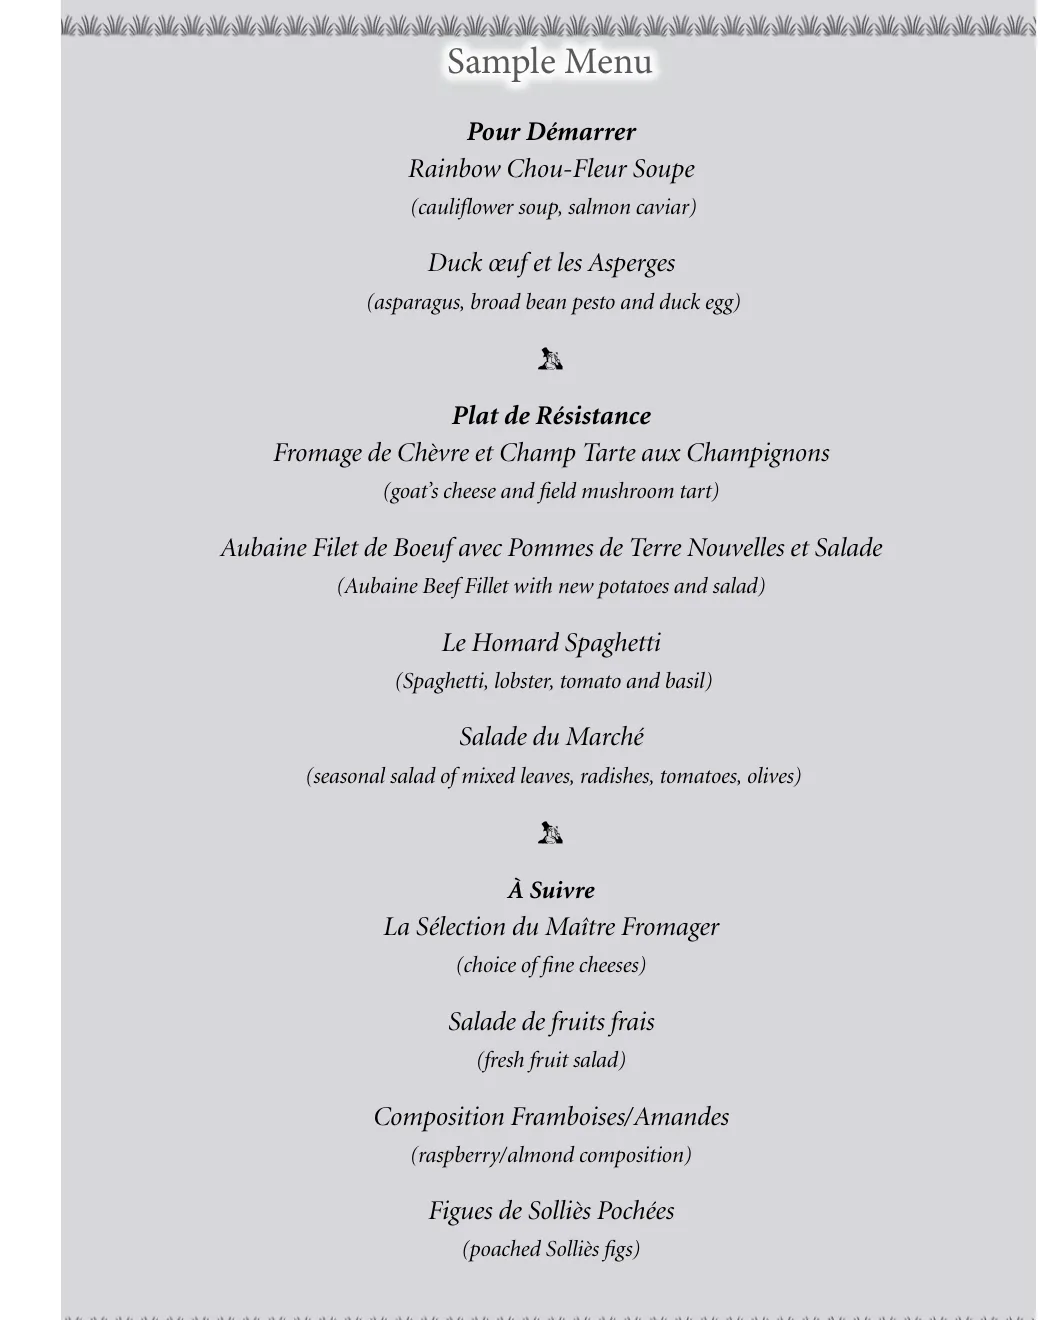 Sample Menu
Pour Démarrer
Rainbow Chou-Fleur Soupe
(cauliflower soup, salmon caviar)
Duck œuf et les Asperges
(asparagus, broad bean pesto and duck egg)
Plat de Résistance
Fromage de Chèvre et Champ Tarte aux Champignons
(goat’s cheese and field mushroom tart)
Aubaine Filet de Boeuf avec Pommes de Terre Nouvelles et Salade
(Aubaine Beef Fillet with new potatoes and salad)
Le Homard Spaghetti
(Spaghetti, lobster, tomato and basil)
Salade du Marché
(seasonal salad of mixed leaves, radishes, tomatoes, olives)
À Suivre
La Sélection du Maître Fromager
(choice of fine cheeses)
Salade de fruits frais
(fresh fruit salad)
Composition Framboises/Amandes
(raspberry/almond composition)
Figues de Solliès Pochées
(poached Solliès figs)